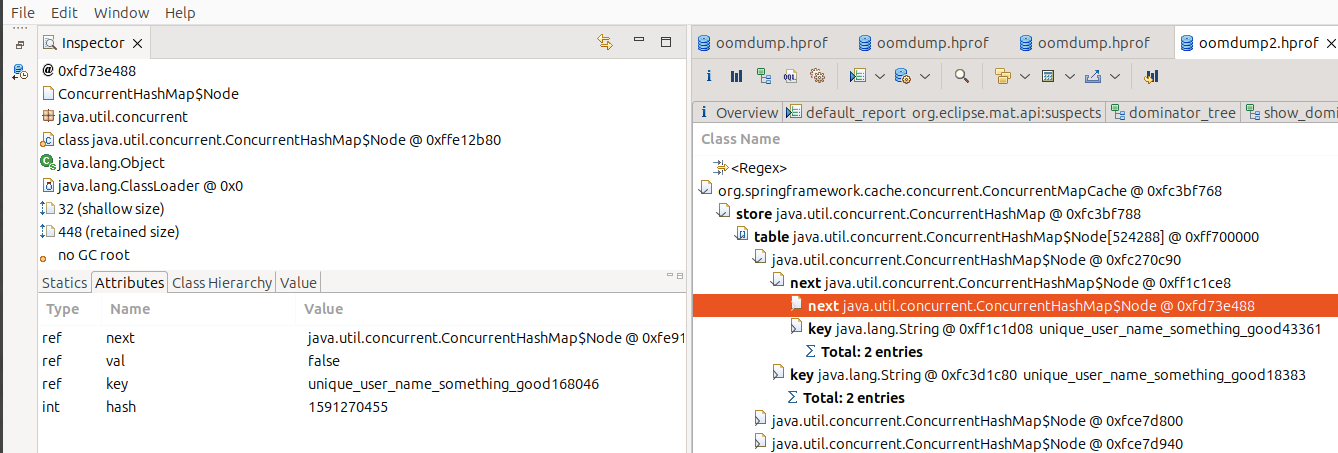 File Edit Window Help
Inspector
@ 0xfd73e488
ConcurrentHashMap$Node
java.util.concurrent
class java.util.concurrent.ConcurrentHashMap$Node @ 0xffe12b80
java.lang.Object
java.lang.ClassLoader @ 0x0
32 (shallow size)
448 (retained size)
no GC root
Statics Attributes Class Hierarchy Value
Type Name Value
ref next java.util.concurrent.ConcurrentHashMap$Node @ 0xfe91
ref val false
ref key unique_user_name_something_good168046
int hash 1591270455
oomdump.hprof oomdump.hprof oomdump.hprof oomdump2.hprof
i OQL
i Overview default_report org.eclipse.mat.api:suspects dominator_tree show_domi
Class Name
<Regex>
org.springframework.cache.concurrent.ConcurrentMapCache @ 0xfc3bf768
store java.util.concurrent.ConcurrentHashMap @ 0xfc3bf788
table java.util.concurrent.ConcurrentHashMap$Node[524288] @ 0xff700000
java.util.concurrent.ConcurrentHashMap$Node @ 0xfc270c90
next java.util.concurrent.ConcurrentHashMap$Node @ 0xff1c1ce8
next java.util.concurrent.ConcurrentHashMap$Node @ 0xfd73e488
key java.lang.String @ 0xff1c1d08 unique_user_name_something_good43361
Σ Total: 2 entries
key java.lang.String @ 0xfc3d1c80 unique_user_name_something_good18383
Σ Total: 2 entries
java.util.concurrent.ConcurrentHashMap$Node @ 0xfce7d800
java.util.concurrent.ConcurrentHashMap$Node @ 0xfce7d940